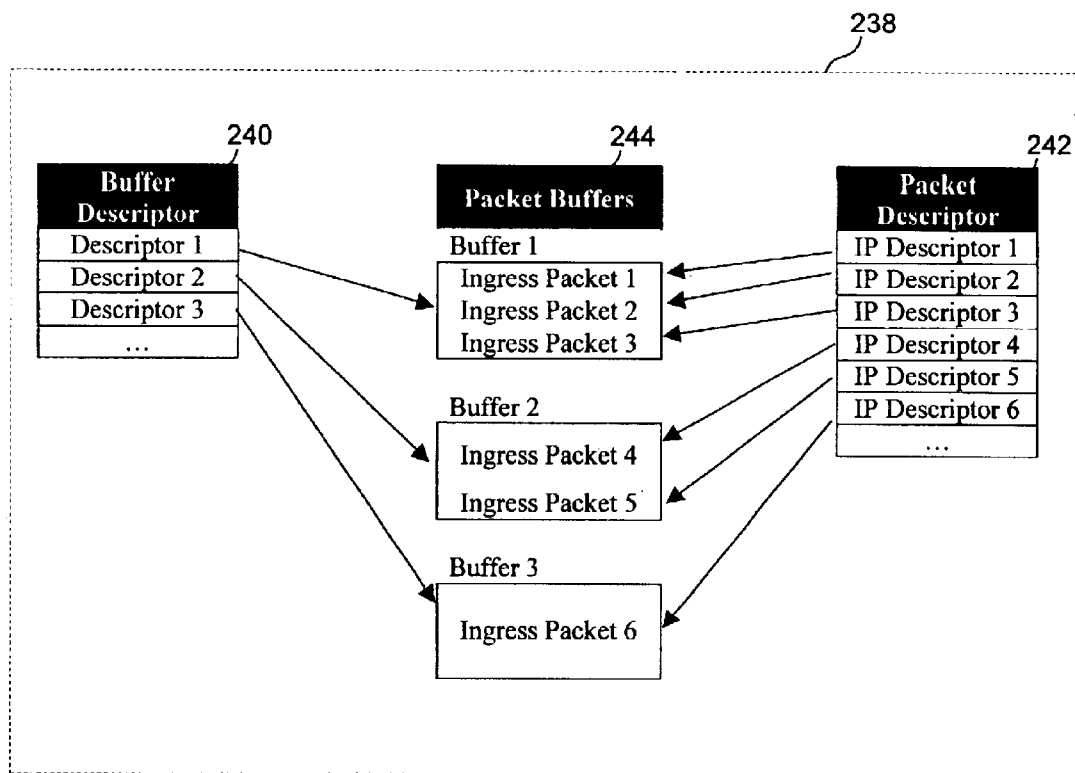 238
240
Buffer
Descriptor
Descriptor 1
Descriptor 2
Descriptor 3
...
244
Packet Buffers
Buffer 1
Ingress Packet 1
Ingress Packet 2
Ingress Packet 3
Buffer 2
Ingress Packet 4
Ingress Packet 5
Buffer 3
Ingress Packet 6
242
Packet
Descriptor
IP Descriptor 1
IP Descriptor 2
IP Descriptor 3
IP Descriptor 4
IP Descriptor 5
IP Descriptor 6
...